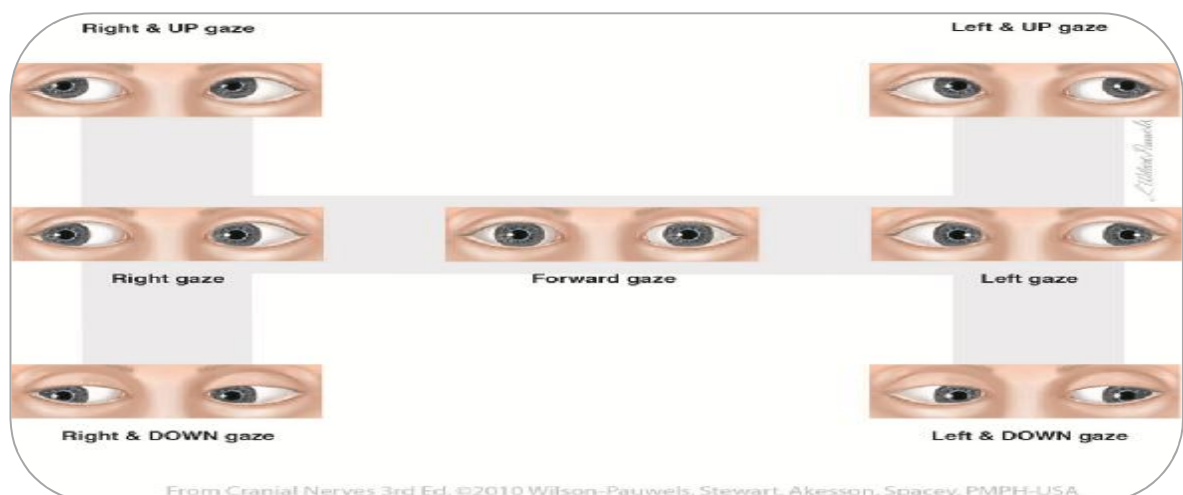 Right & UP gaze
Left & UP gaze
Right gaze
Forward gaze
Left gaze
Right & DOWN gaze
Left & DOWN gaze
From Cranial Nerves 3rd Ed. ©2010 Wilson-Pauwels, Stewart, Akesson, Spacey, PMPH-USA